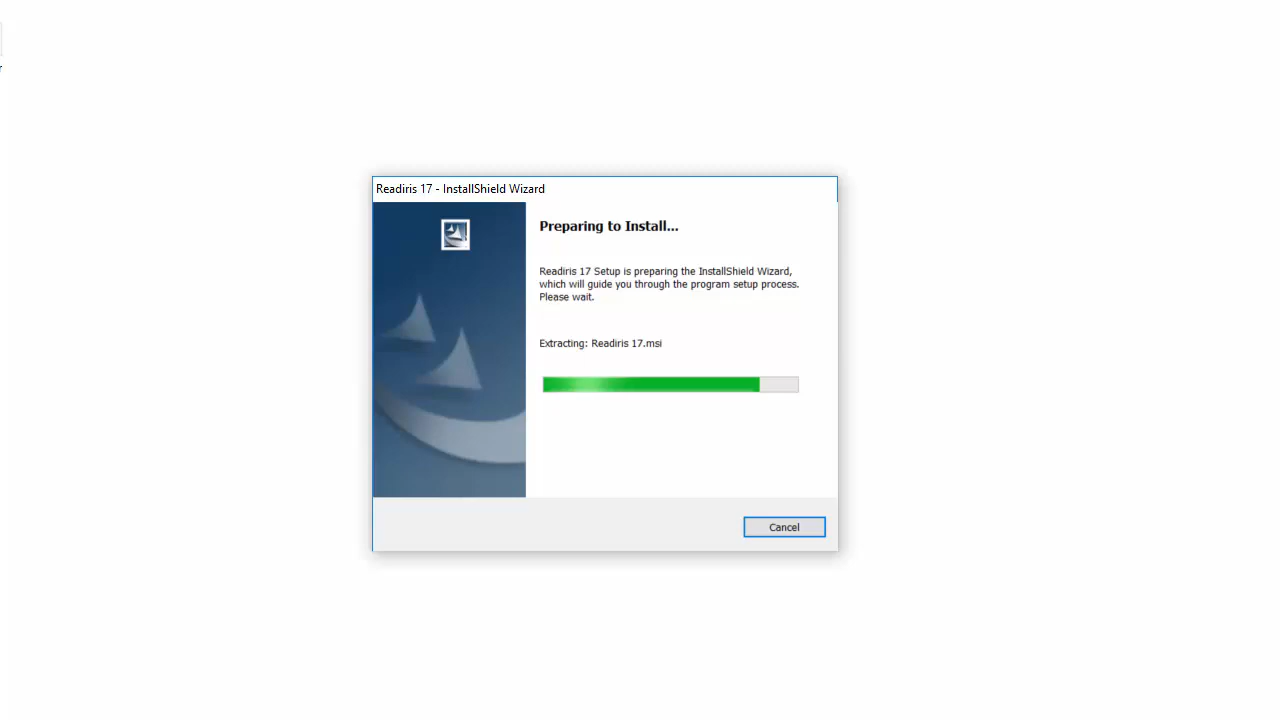 Readiris 17 - InstallShield Wizard
Preparing to Install...
Readiris 17 Setup is preparing the InstallShield Wizard,
which will guide you through the program setup process.
Please wait.
Extracting: Readiris 17.msi
Cancel